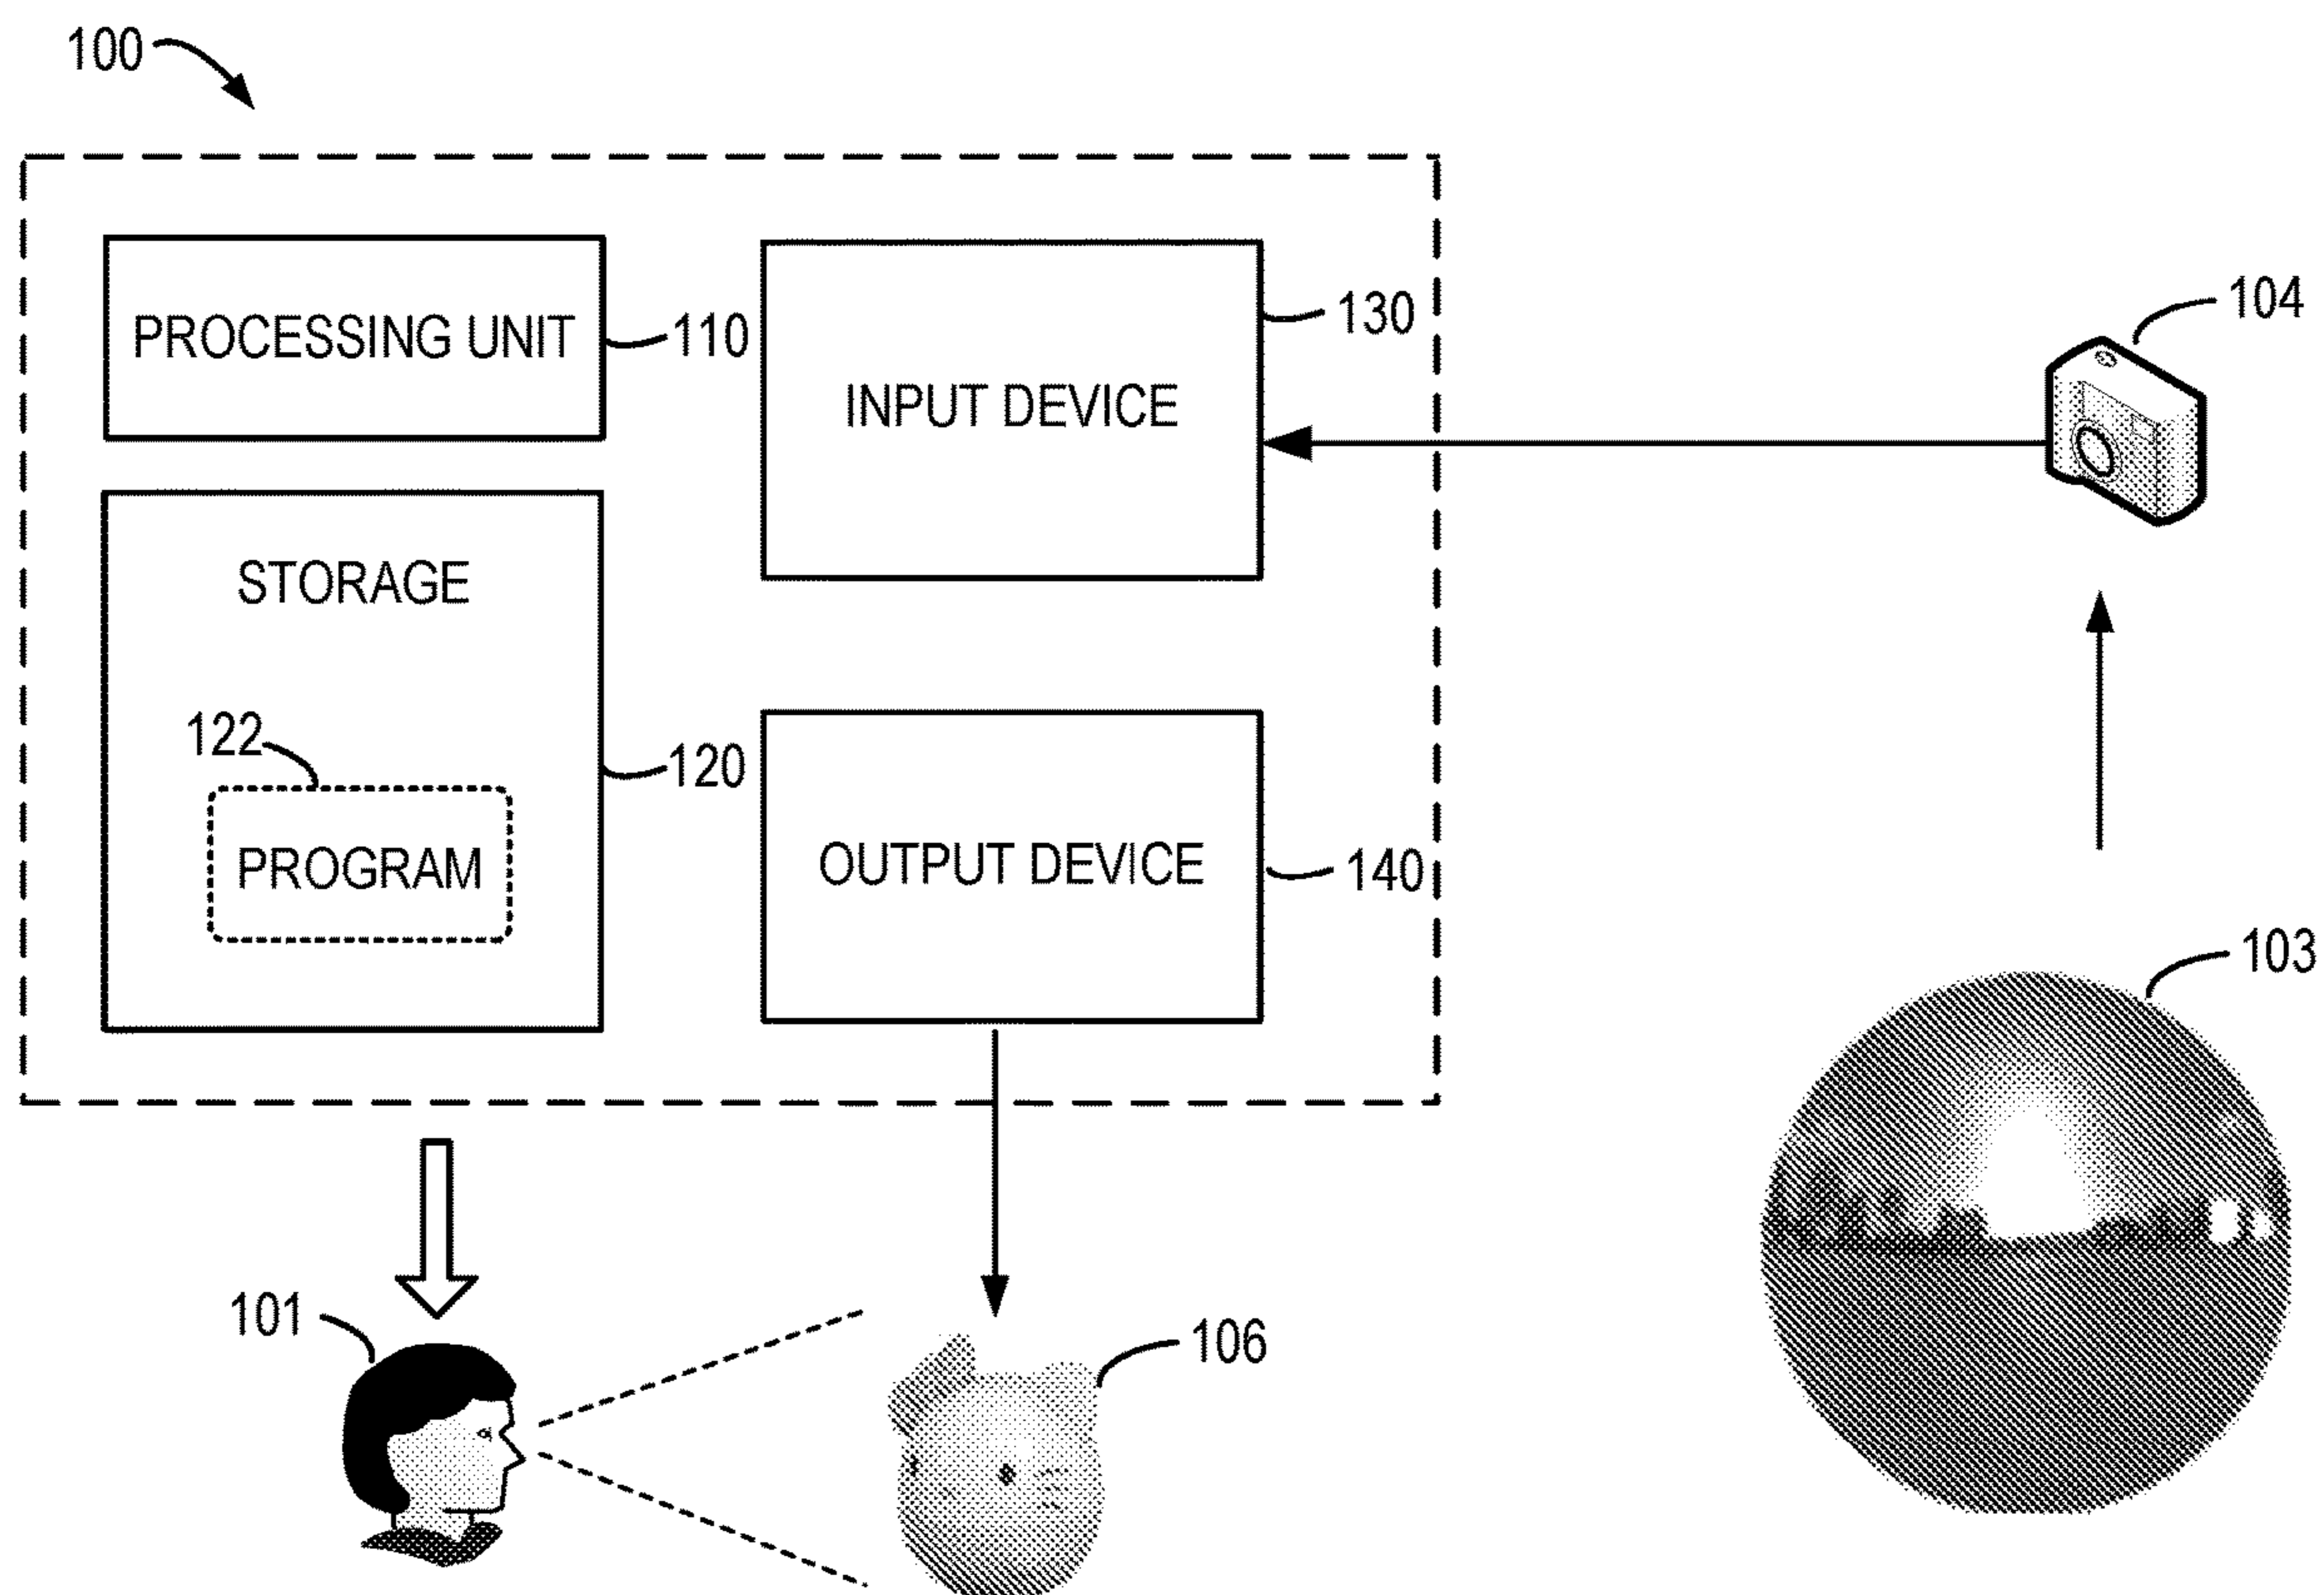 100
PROCESSING UNIT
110
INPUT DEVICE
130
104
STORAGE
122
PROGRAM
120
OUTPUT DEVICE
140
103
101
106